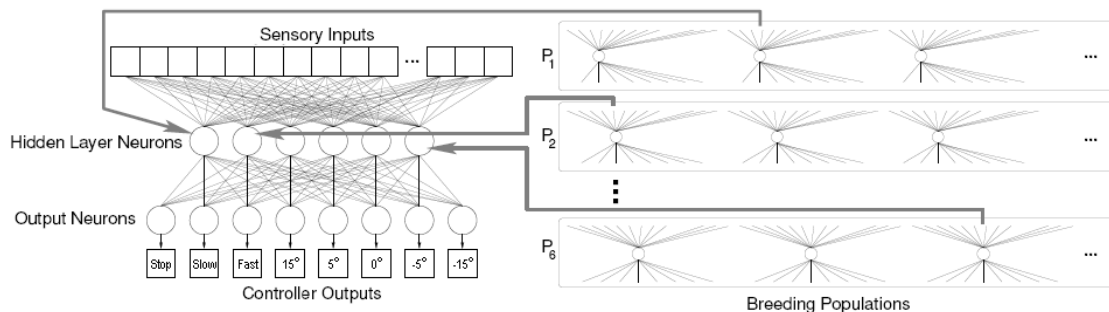 Sensory Inputs
...
Hidden Layer Neurons
Output Neurons
Stop Slow Fast 15° 5° 0° -5° -15°
Controller Outputs
P1
...
P2
...
P6
...
Breeding Populations